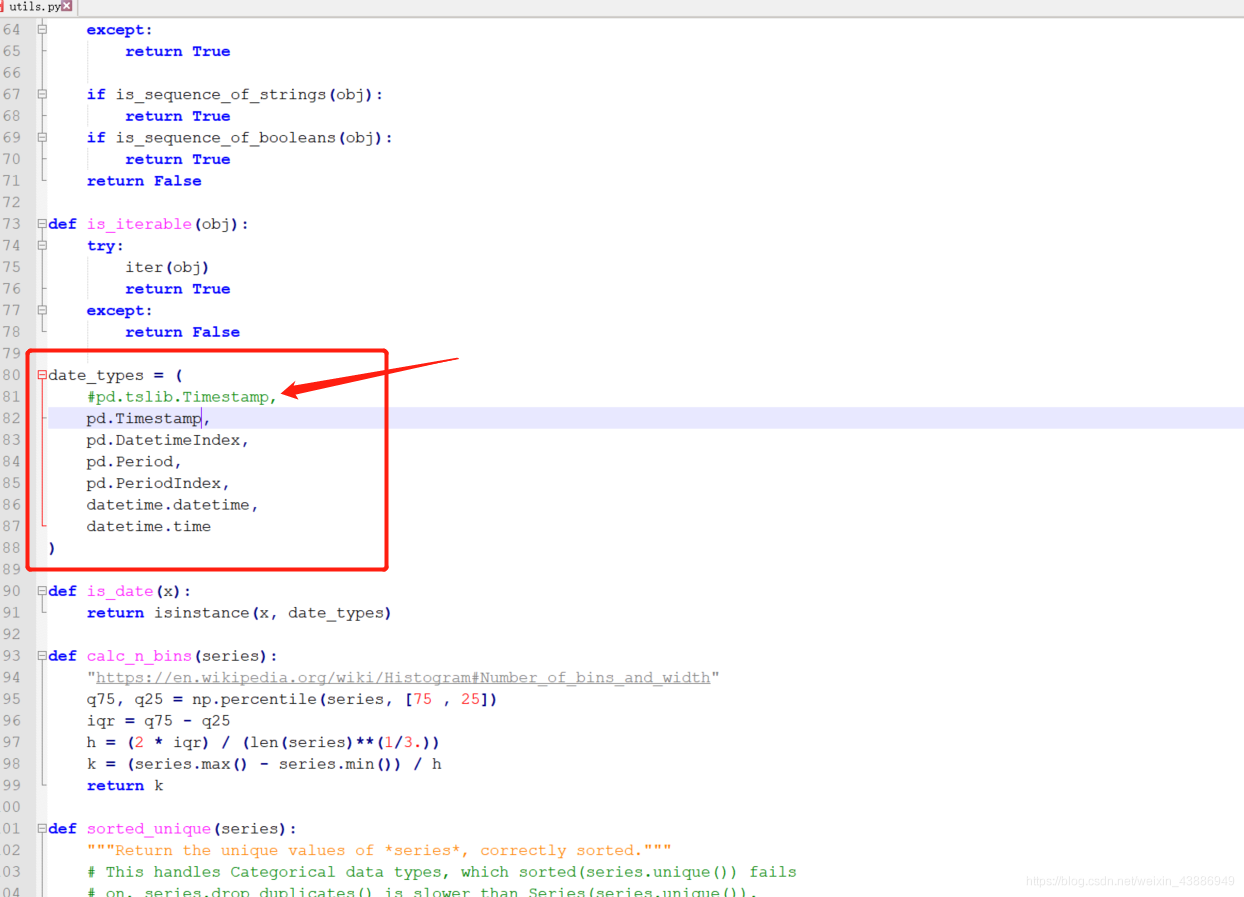 utils.py
64 except:
65 return True
66
67 if is_sequence_of_strings(obj):
68 return True
69 if is_sequence_of_booleans(obj):
70 return True
71 return False
72
73 def is_iterable(obj):
74 try:
75 iter(obj)
76 return True
77 except:
78 return False
79
80 date_types = (
81 #pd.tslib.Timestamp,
82 pd.Timestamp,
83 pd.DatetimeIndex,
84 pd.Period,
85 pd.PeriodIndex,
86 datetime.datetime,
87 datetime.time
88 )
89
90 def is_date(x):
91 return isinstance(x, date_types)
92
93 def calc_n_bins(series):
94 "https://en.wikipedia.org/wiki/Histogram#Number_of_bins_and_width"
95 q75, q25 = np.percentile(series, [75 , 25])
96 iqr = q75 - q25
97 h = (2 * iqr) / (len(series)**(1/3.))
98 k = (series.max() - series.min()) / h
99 return k
00
01 def sorted_unique(series):
02 """Return the unique values of *series*, correctly sorted."""
03 # This handles Categorical data types, which sorted(series.unique()) fails
04 # on. series.drop_duplicates() is slower than Series(series.unique()).
https://blog.csdn.net/weixin_43886949